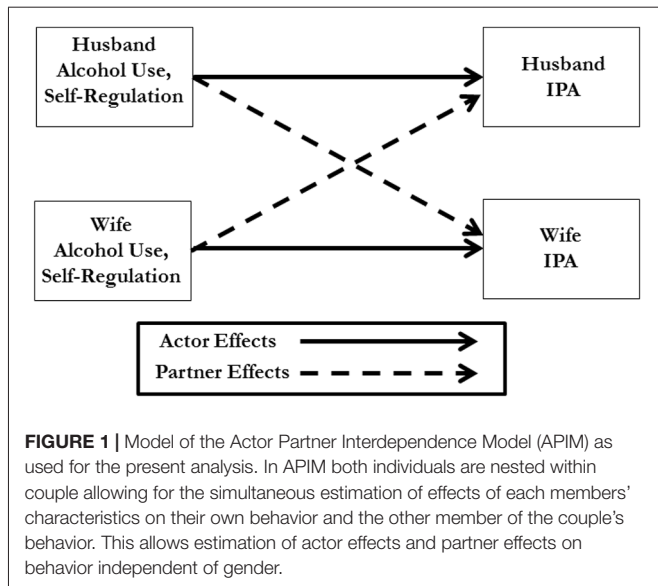 Husband
Alcohol Use,
Self-Regulation
Husband
IPA
Wife
Alcohol Use,
Self-Regulation
Wife
IPA
Actor Effects
Partner Effects
FIGURE 1 | Model of the Actor Partner Interdependence Model (APIM) as
used for the present analysis. In APIM both individuals are nested within
couple allowing for the simultaneous estimation of effects of each members'
characteristics on their own behavior and the other member of the couple's
behavior. This allows estimation of actor effects and partner effects on
behavior independent of gender.